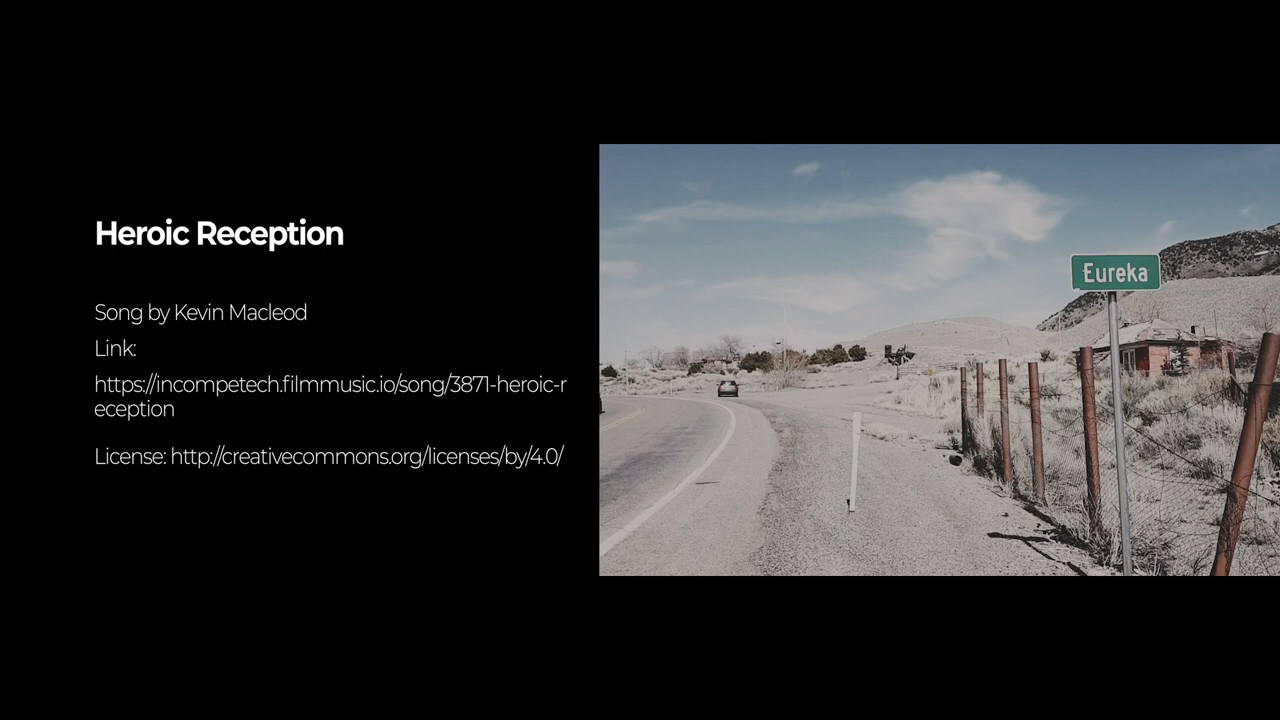 Heroic Reception
Song by Kevin Macleod
Link:
https://incompetech.filmmusic.io/song/3871-heroic-r
eception
License: http://creativecommons.org/licenses/by/4.0/
Eureka